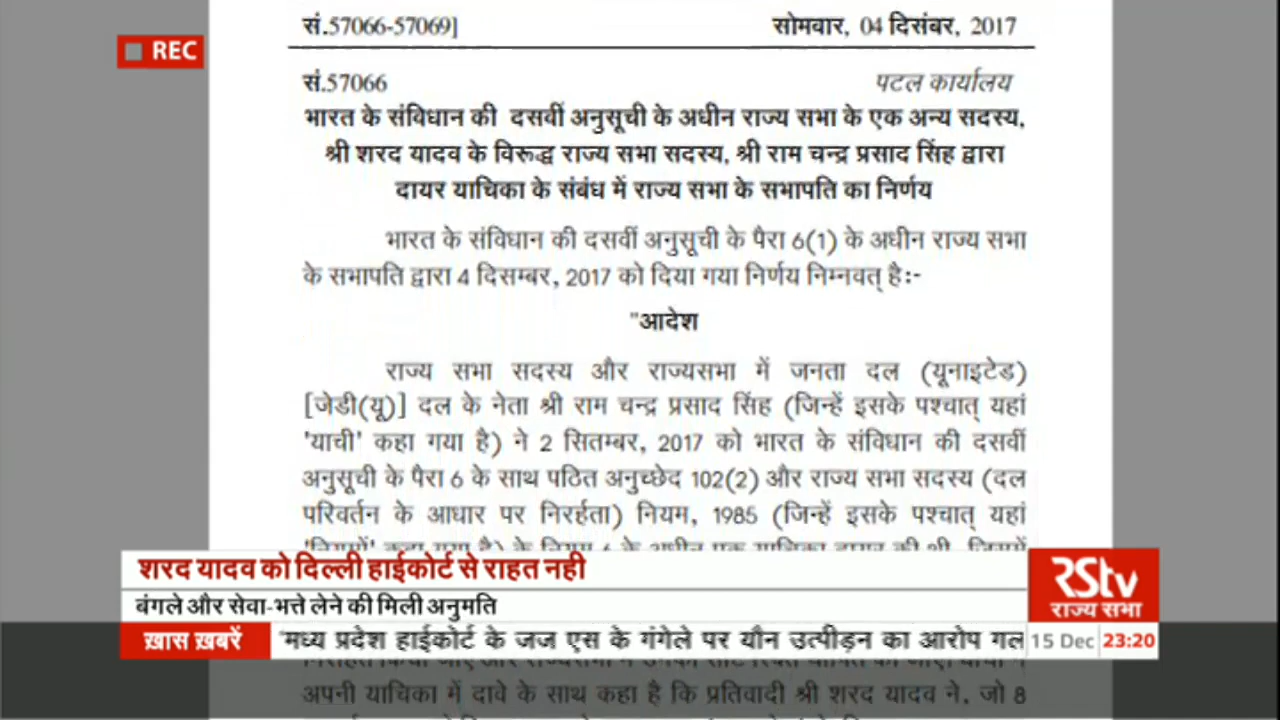 सं.57066-57069]
सोमवार, 04 दिसंबर, 2017
REC
सं.57066
पटल कार्यालय
भारत के संविधान की दसवीं अनुसूची के अधीन राज्य सभा के एक अन्य सदस्य,
श्री शरद यादव के विरूद्ध राज्य सभा सदस्य, श्री राम चन्द्र प्रसाद सिंह द्वारा
दायर याचिका के संबंध में राज्य सभा के सभापति का निर्णय
भारत के संविधान की दसवीं अनुसूची के पैरा 6(1) के अधीन राज्य सभा
के सभापति द्वारा 4 दिसम्बर, 2017 को दिया गया निर्णय निम्नवत् है:-
"आदेश
राज्य सभा सदस्य और राज्यसभा में जनता दल (यूनाइटेड)
[जेडी(यू)] दल के नेता श्री राम चन्द्र प्रसाद सिंह (जिन्हें इसके पश्चात् यहां
'याची' कहा गया है) ने 2 सितम्बर, 2017 को भारत के संविधान की दसवीं
अनुसूची के पैरा 6 के साथ पठित अनुच्छेद 102(2) और राज्य सभा सदस्य (दल
परिवर्तन के आधार पर निरर्हता) नियम, 1985 (जिन्हें इसके पश्चात् यहां
शरद यादव को दिल्ली हाईकोर्ट से राहत नही
बंगले और सेवा-भत्ते लेने की मिली अनुमति
RStv
राज्य सभा
ख़ास ख़बरें
मध्य प्रदेश हाईकोर्ट के जज एस के गंगेले पर यौन उत्पीड़न का आरोप गल
15 Dec
23:20
अपनी याचिका में दावे के साथ कहा है कि प्रतिवादी श्री शरद यादव ने, जो 8